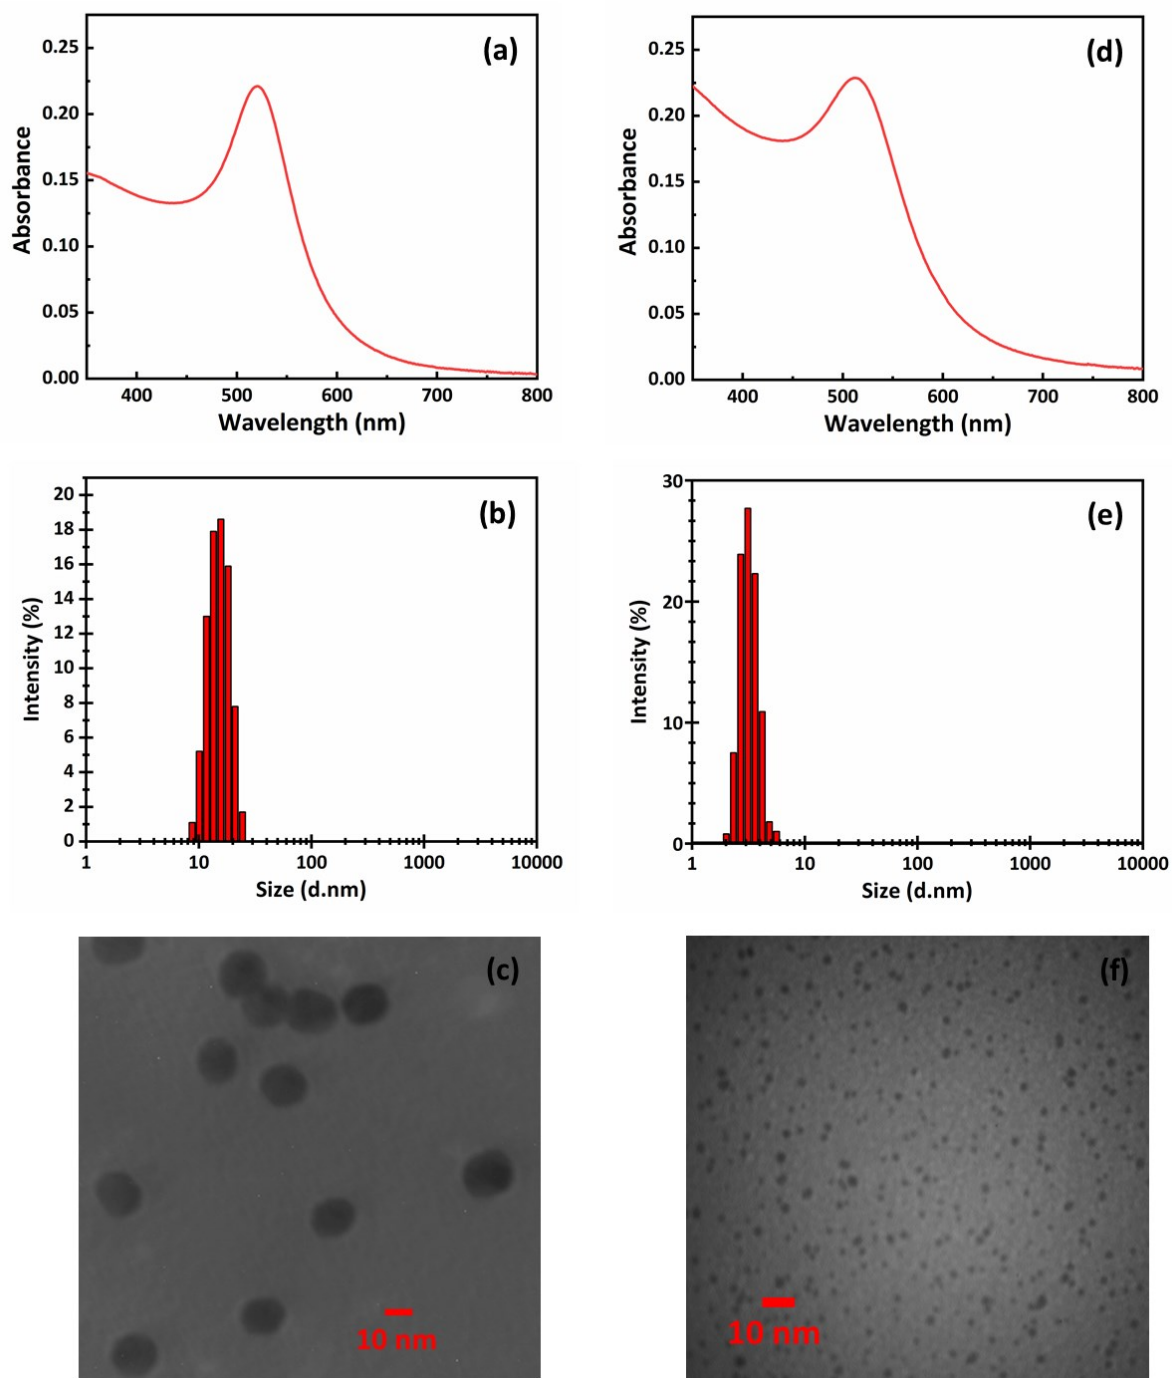 (a)
0.25
0.20
0.15
0.10
0.05
0.00
Absorbance
400 500 600 700 800
Wavelength (nm)
(d)
0.25
0.20
0.15
0.10
0.05
0.00
Absorbance
400 500 600 700 800
Wavelength (nm)
(b)
20
18
16
14
12
10
8
6
4
2
0
Intensity (%)
1 10 100 1000 10000
Size (d.nm)
(e)
30
20
10
0
Intensity (%)
1 10 100 1000 10000
Size (d.nm)
(c)
10 nm
(f)
10 nm